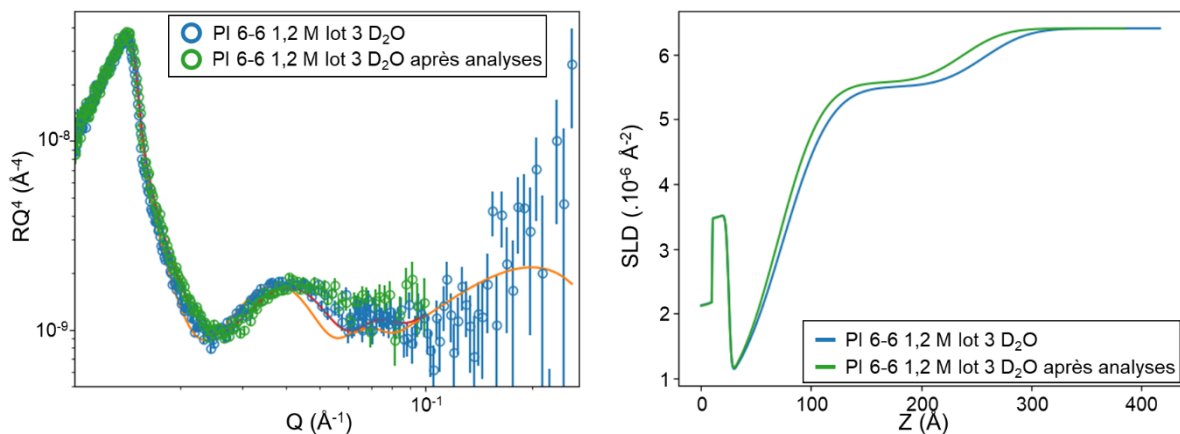 PI 6-6 1,2 M lot 3 D₂O
PI 6-6 1,2 M lot 3 D₂O après analyses
10⁻⁸
10⁻⁹
RQ⁴ (Å⁻⁴)
10⁻¹
Q (Å⁻¹)
6
5
4
3
2
1
SLD (.10⁻⁶ Å⁻²)
PI 6-6 1,2 M lot 3 D₂O
PI 6-6 1,2 M lot 3 D₂O après analyses
0 100 200 300 400
Z (Å)